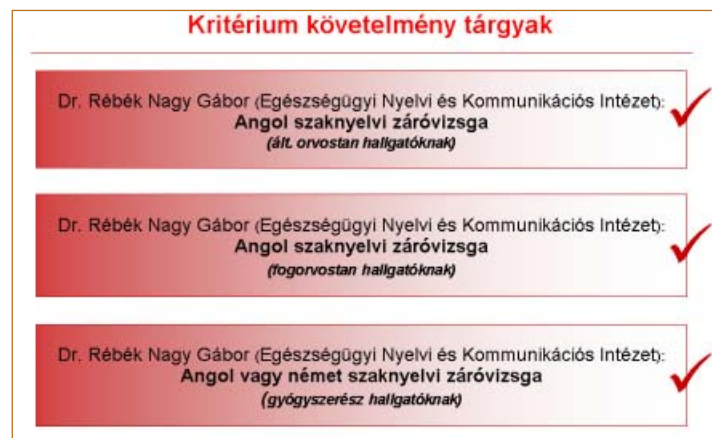 Kritérium követelmény tárgyak
Dr. Rébék Nagy Gábor (Egészségügyi Nyelvi és Kommunikációs Intézet):
Angol szaknyelvi záróvizsga
(ált. orvostan hallgatóknak)
Dr. Rébék Nagy Gábor (Egészségügyi Nyelvi és Kommunikációs Intézet):
Angol szaknyelvi záróvizsga
(fogorvostan hallgatóknak)
Dr. Rébék Nagy Gábor (Egészségügyi Nyelvi és Kommunikációs Intézet):
Angol vagy német szaknyelvi záróvizsga
(gyógyszerész hallgatóknak)